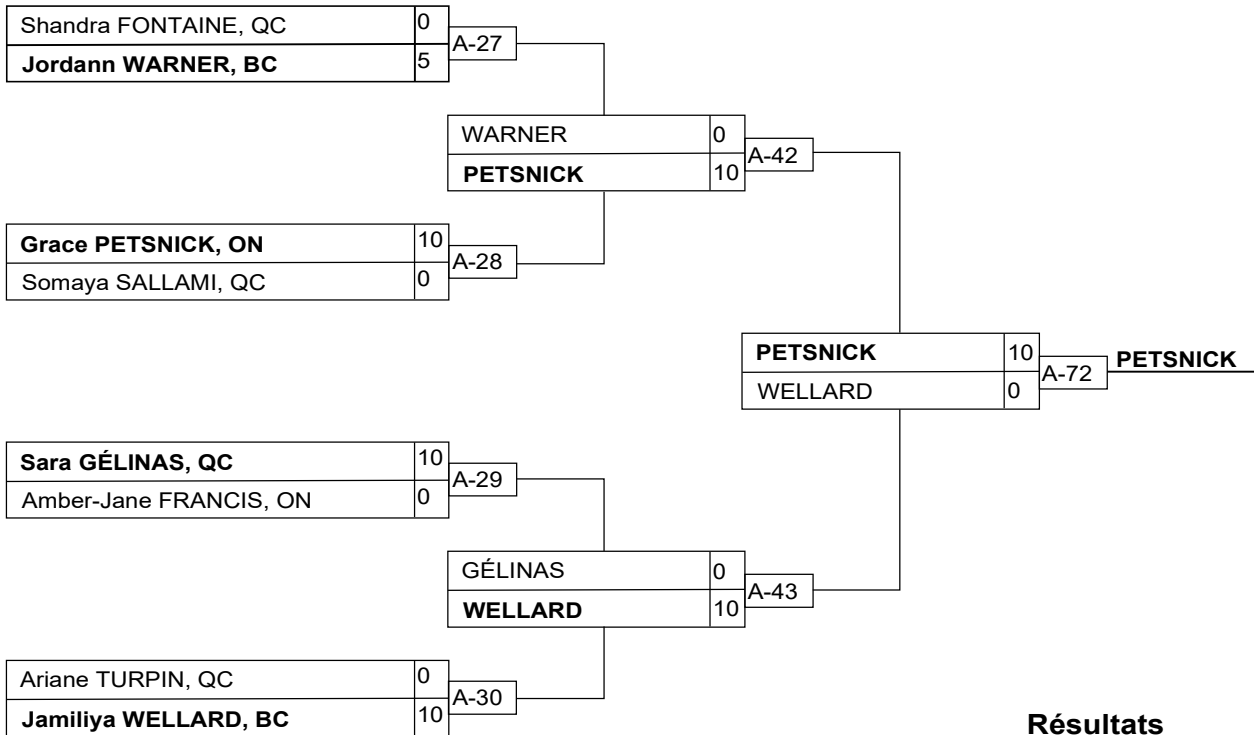 Shandra FONTAINE, QC 0
A-27
Jordann WARNER, BC 5
WARNER 0
A-42
PETSNICK 10
Grace PETSNICK, ON 10
A-28
Somaya SALLAMI, QC 0
PETSNICK 10
A-72 PETSNICK
WELLARD 0
Sara GÉLINAS, QC 10
A-29
Amber-Jane FRANCIS, ON 0
GÉLINAS 0
A-43
WELLARD 10
Ariane TURPIN, QC 0
A-30
Jamiliya WELLARD, BC 10
Résultats